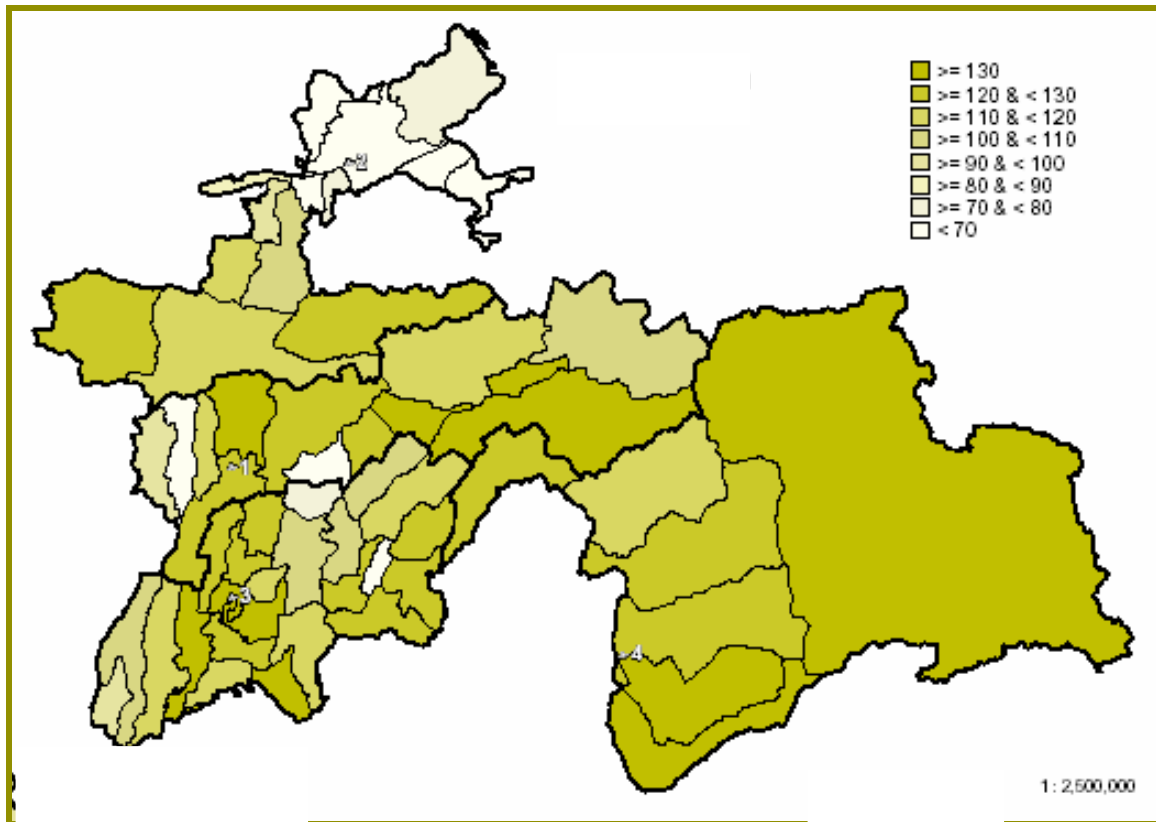 >= 130
>= 120 & < 130
>= 110 & < 120
>= 100 & < 110
>= 90 & < 100
>= 80 & < 90
>= 70 & < 80
< 70
~2
~1
~3
~4
1 : 2,500,000